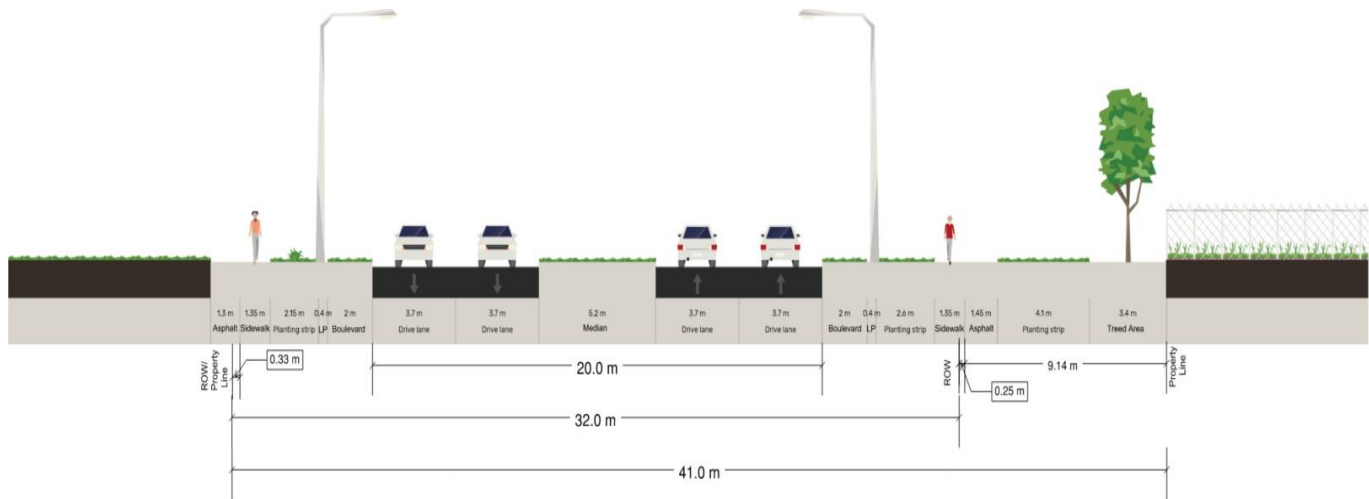 1.3 m
Asphalt
1.35 m
Sidewalk
2.15 m
Planting strip
0.4 m
LP
2 m
Boulevard
3.7 m
Drive lane
3.7 m
Drive lane
5.2 m
Median
3.7 m
Drive lane
3.7 m
Drive lane
2 m
Boulevard
0.4 m
LP
2.6 m
Planting strip
1.35 m
Sidewalk
1.45 m
Asphalt
4.1 m
Planting strip
3.4 m
Treed Area
ROW/
Property
Line
0.33 m
20.0 m
ROW
0.25 m
9.14 m
Property
Line
32.0 m
41.0 m